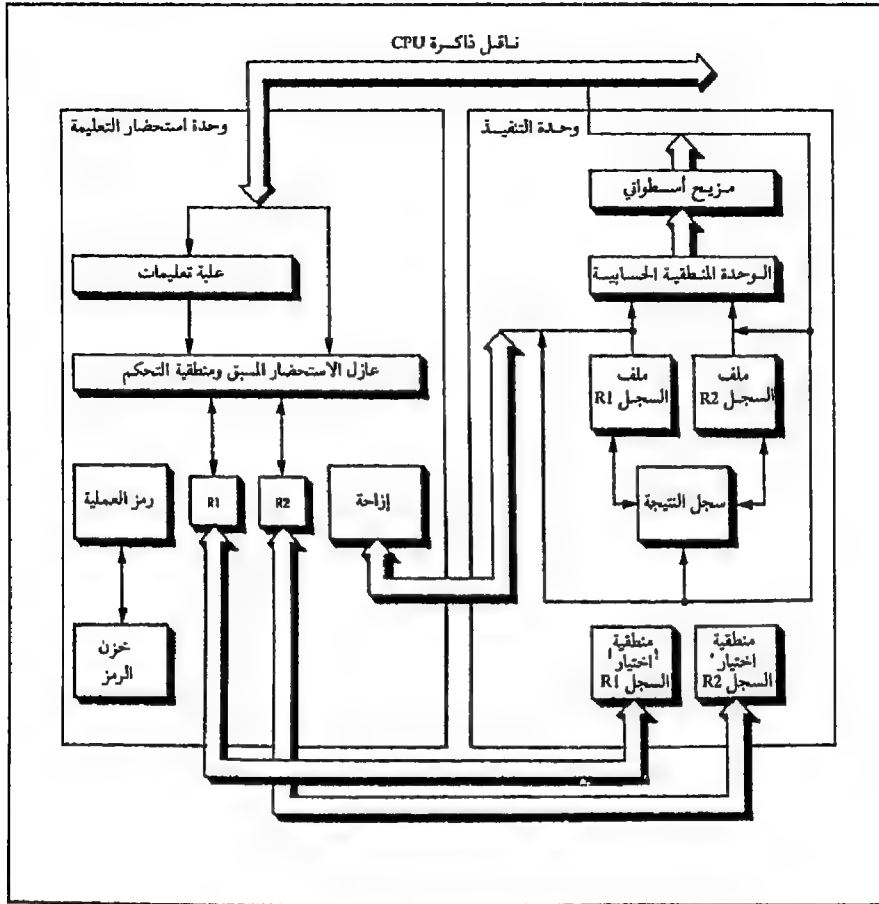 ناقل ذاكرة CPU
وحدة استحضار التعليمة
وحدة التنفيذ
مزيح أسطواني
علبة تعليمات
الوحدة المنطقية الحسابية
عازل الاستحضار المسبق ومنطقية التحكم
ملف
السجل R1
ملف
السجل R2
رمز العملية
R1
R2
إزاحة
سجل النتيجة
خزن
الرمز
منطقية
'اختيار'
السجل R1
منطقية
اختيار'
السجل R2